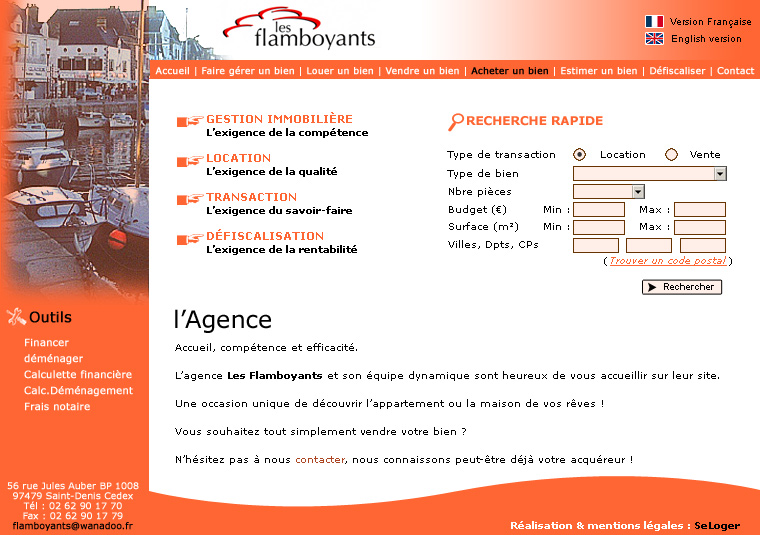 les
flamboyants
Version Française
English version
Accueil | Faire gérer un bien | Louer un bien | Vendre un bien | Acheter un bien | Estimer un bien | Défiscaliser | Contact
GESTION IMMOBILIÈRE
L'exigence de la compétence
LOCATION
L'exigence de la qualité
TRANSACTION
L'exigence du savoir-faire
DÉFISCALISATION
L'exigence de la rentabilité
RECHERCHE RAPIDE
Type de transaction Location Vente
Type de bien
Nbre pièces
Budget (€) Min : Max :
Surface (m²) Min : Max :
Villes, Dpts, CPs
(Trouver un code postal)
Rechercher
Outils
Financer
déménager
Calculette financière
Calc.Déménagement
Frais notaire
l'Agence
Accueil, compétence et efficacité.
L'agence Les Flamboyants et son équipe dynamique sont heureux de vous accueillir sur leur site.
Une occasion unique de découvrir l'appartement ou la maison de vos rêves !
Vous souhaitez tout simplement vendre votre bien ?
N'hésitez pas à nous contacter, nous connaissons peut-être déjà votre acquéreur !
56 rue Jules Auber BP 1008
97479 Saint-Denis Cedex
Tél : 02 62 90 17 70
Fax : 02 62 90 17 79
flamboyants@wanadoo.fr
Réalisation & mentions légales : SeLoger